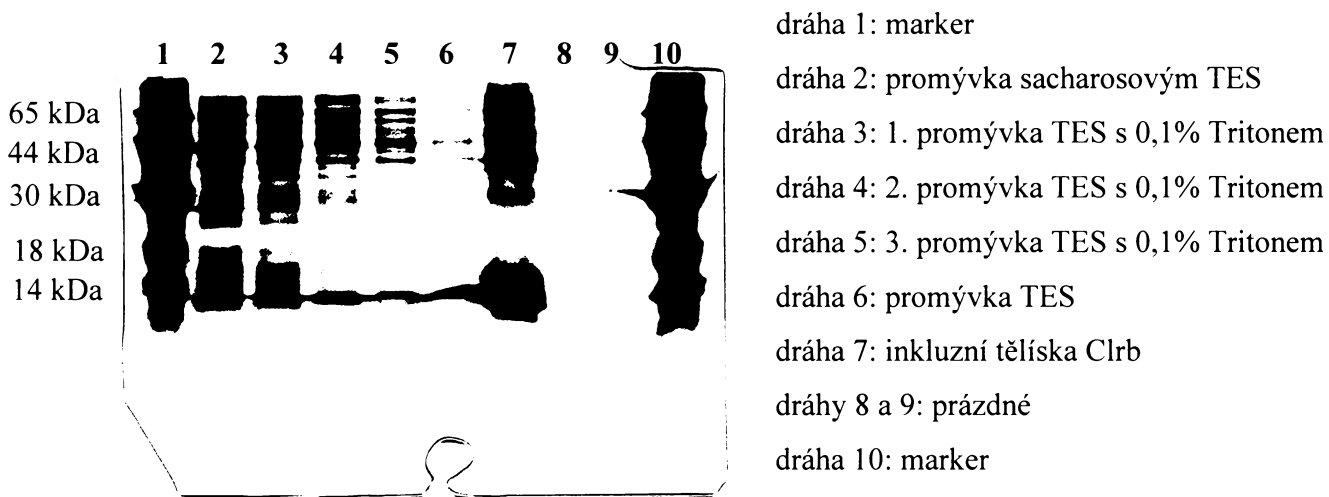 1 2 3 4 5 6 7 8 9 10
65 kDa
44 kDa
30 kDa
18 kDa
14 kDa
dráha 1: marker
dráha 2: promývka sacharosovým TES
dráha 3: 1. promývka TES s 0,1% Tritonem
dráha 4: 2. promývka TES s 0,1% Tritonem
dráha 5: 3. promývka TES s 0,1% Tritonem
dráha 6: promývka TES
dráha 7: inkluzní tělíska Clrb
dráhy 8 a 9: prázdné
dráha 10: marker